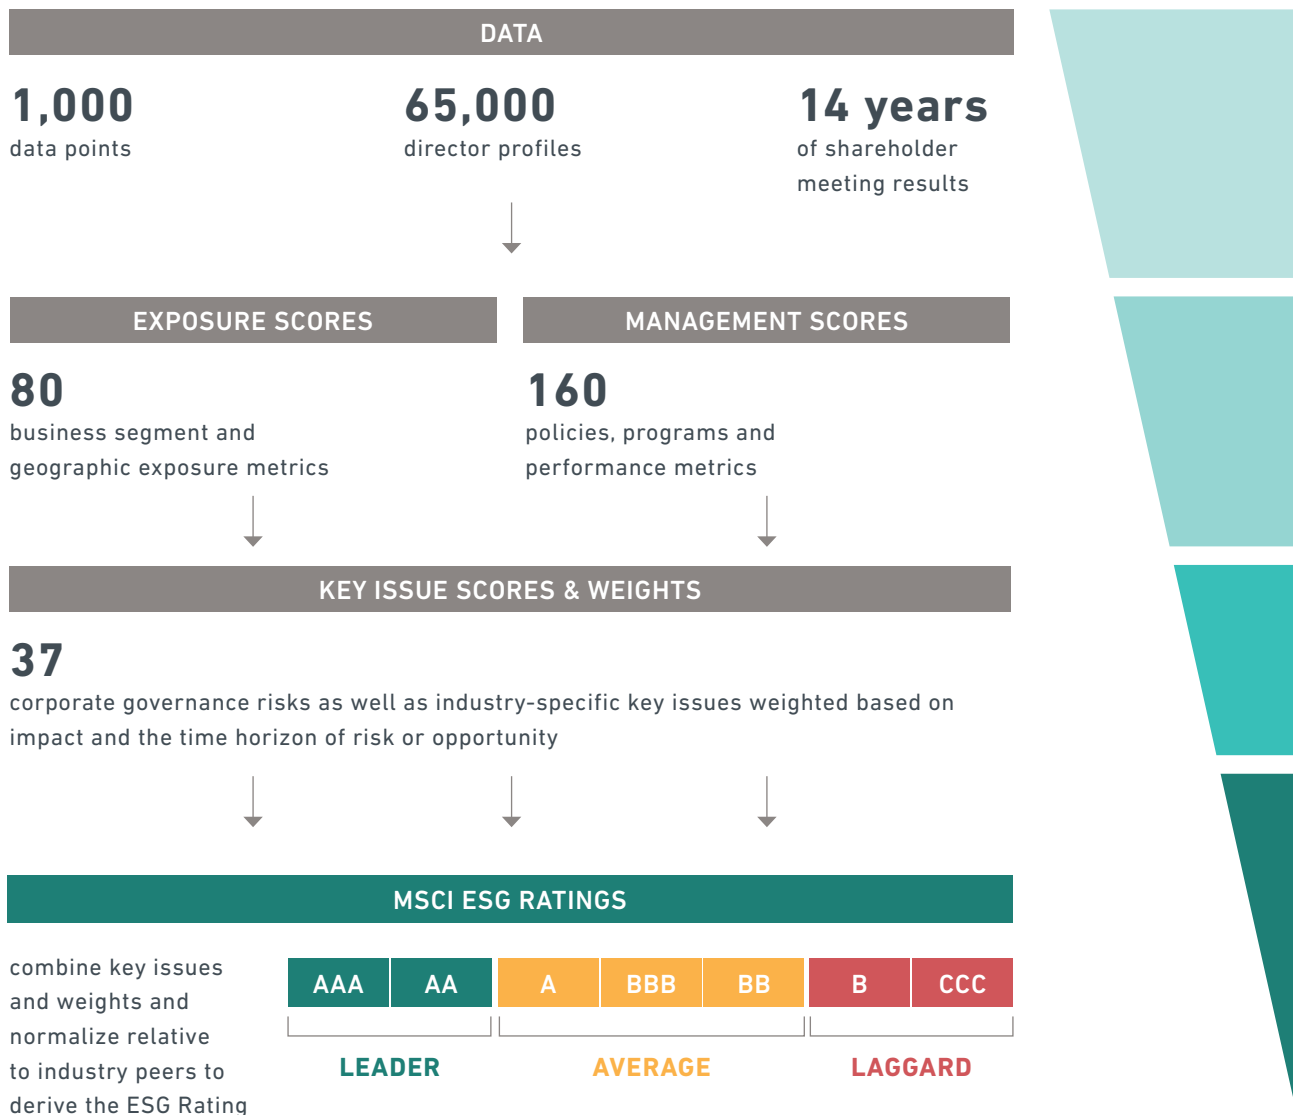 DATA
1,000
data points
65,000
director profiles
14 years
of shareholder
meeting results
EXPOSURE SCORES
80
business segment and
geographic exposure metrics
MANAGEMENT SCORES
160
policies, programs and
performance metrics
KEY ISSUE SCORES & WEIGHTS
37
corporate governance risks as well as industry-specific key issues weighted based on
impact and the time horizon of risk or opportunity
MSCI ESG RATINGS
combine key issues
and weights and
normalize relative
to industry peers to
derive the ESG Rating
AAA AA A BBB BB B CCC
LEADER AVERAGE LAGGARD